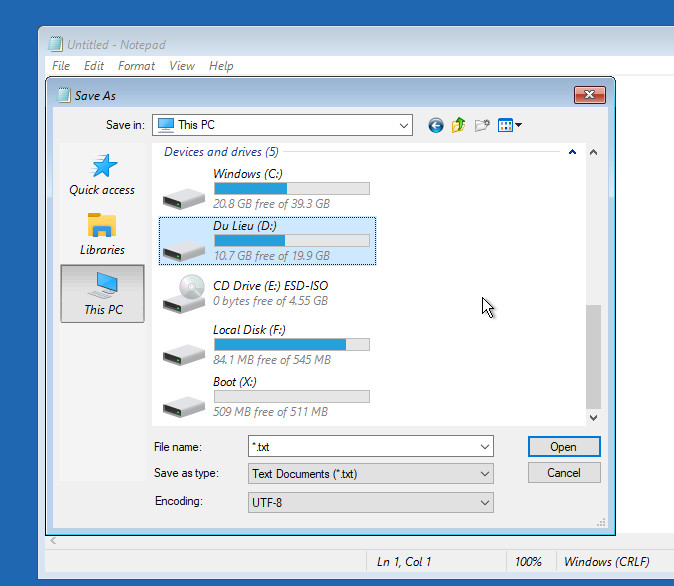 Untitled - Notepad
File Edit Format View Help
Save As
Save in: This PC
Quick access
Libraries
This PC
Devices and drives (5)
Windows (C:)
20.8 GB free of 39.3 GB
Du Lieu (D:)
10.7 GB free of 19.9 GB
CD Drive (E:) ESD-ISO
0 bytes free of 4.55 GB
Local Disk (F:)
84.1 MB free of 545 MB
Boot (X:)
509 MB free of 511 MB
File name: *.txt Open
Save as type: Text Documents (*.txt) Cancel
Encoding: UTF-8
Ln 1, Col 1 100% Windows (CRLF)